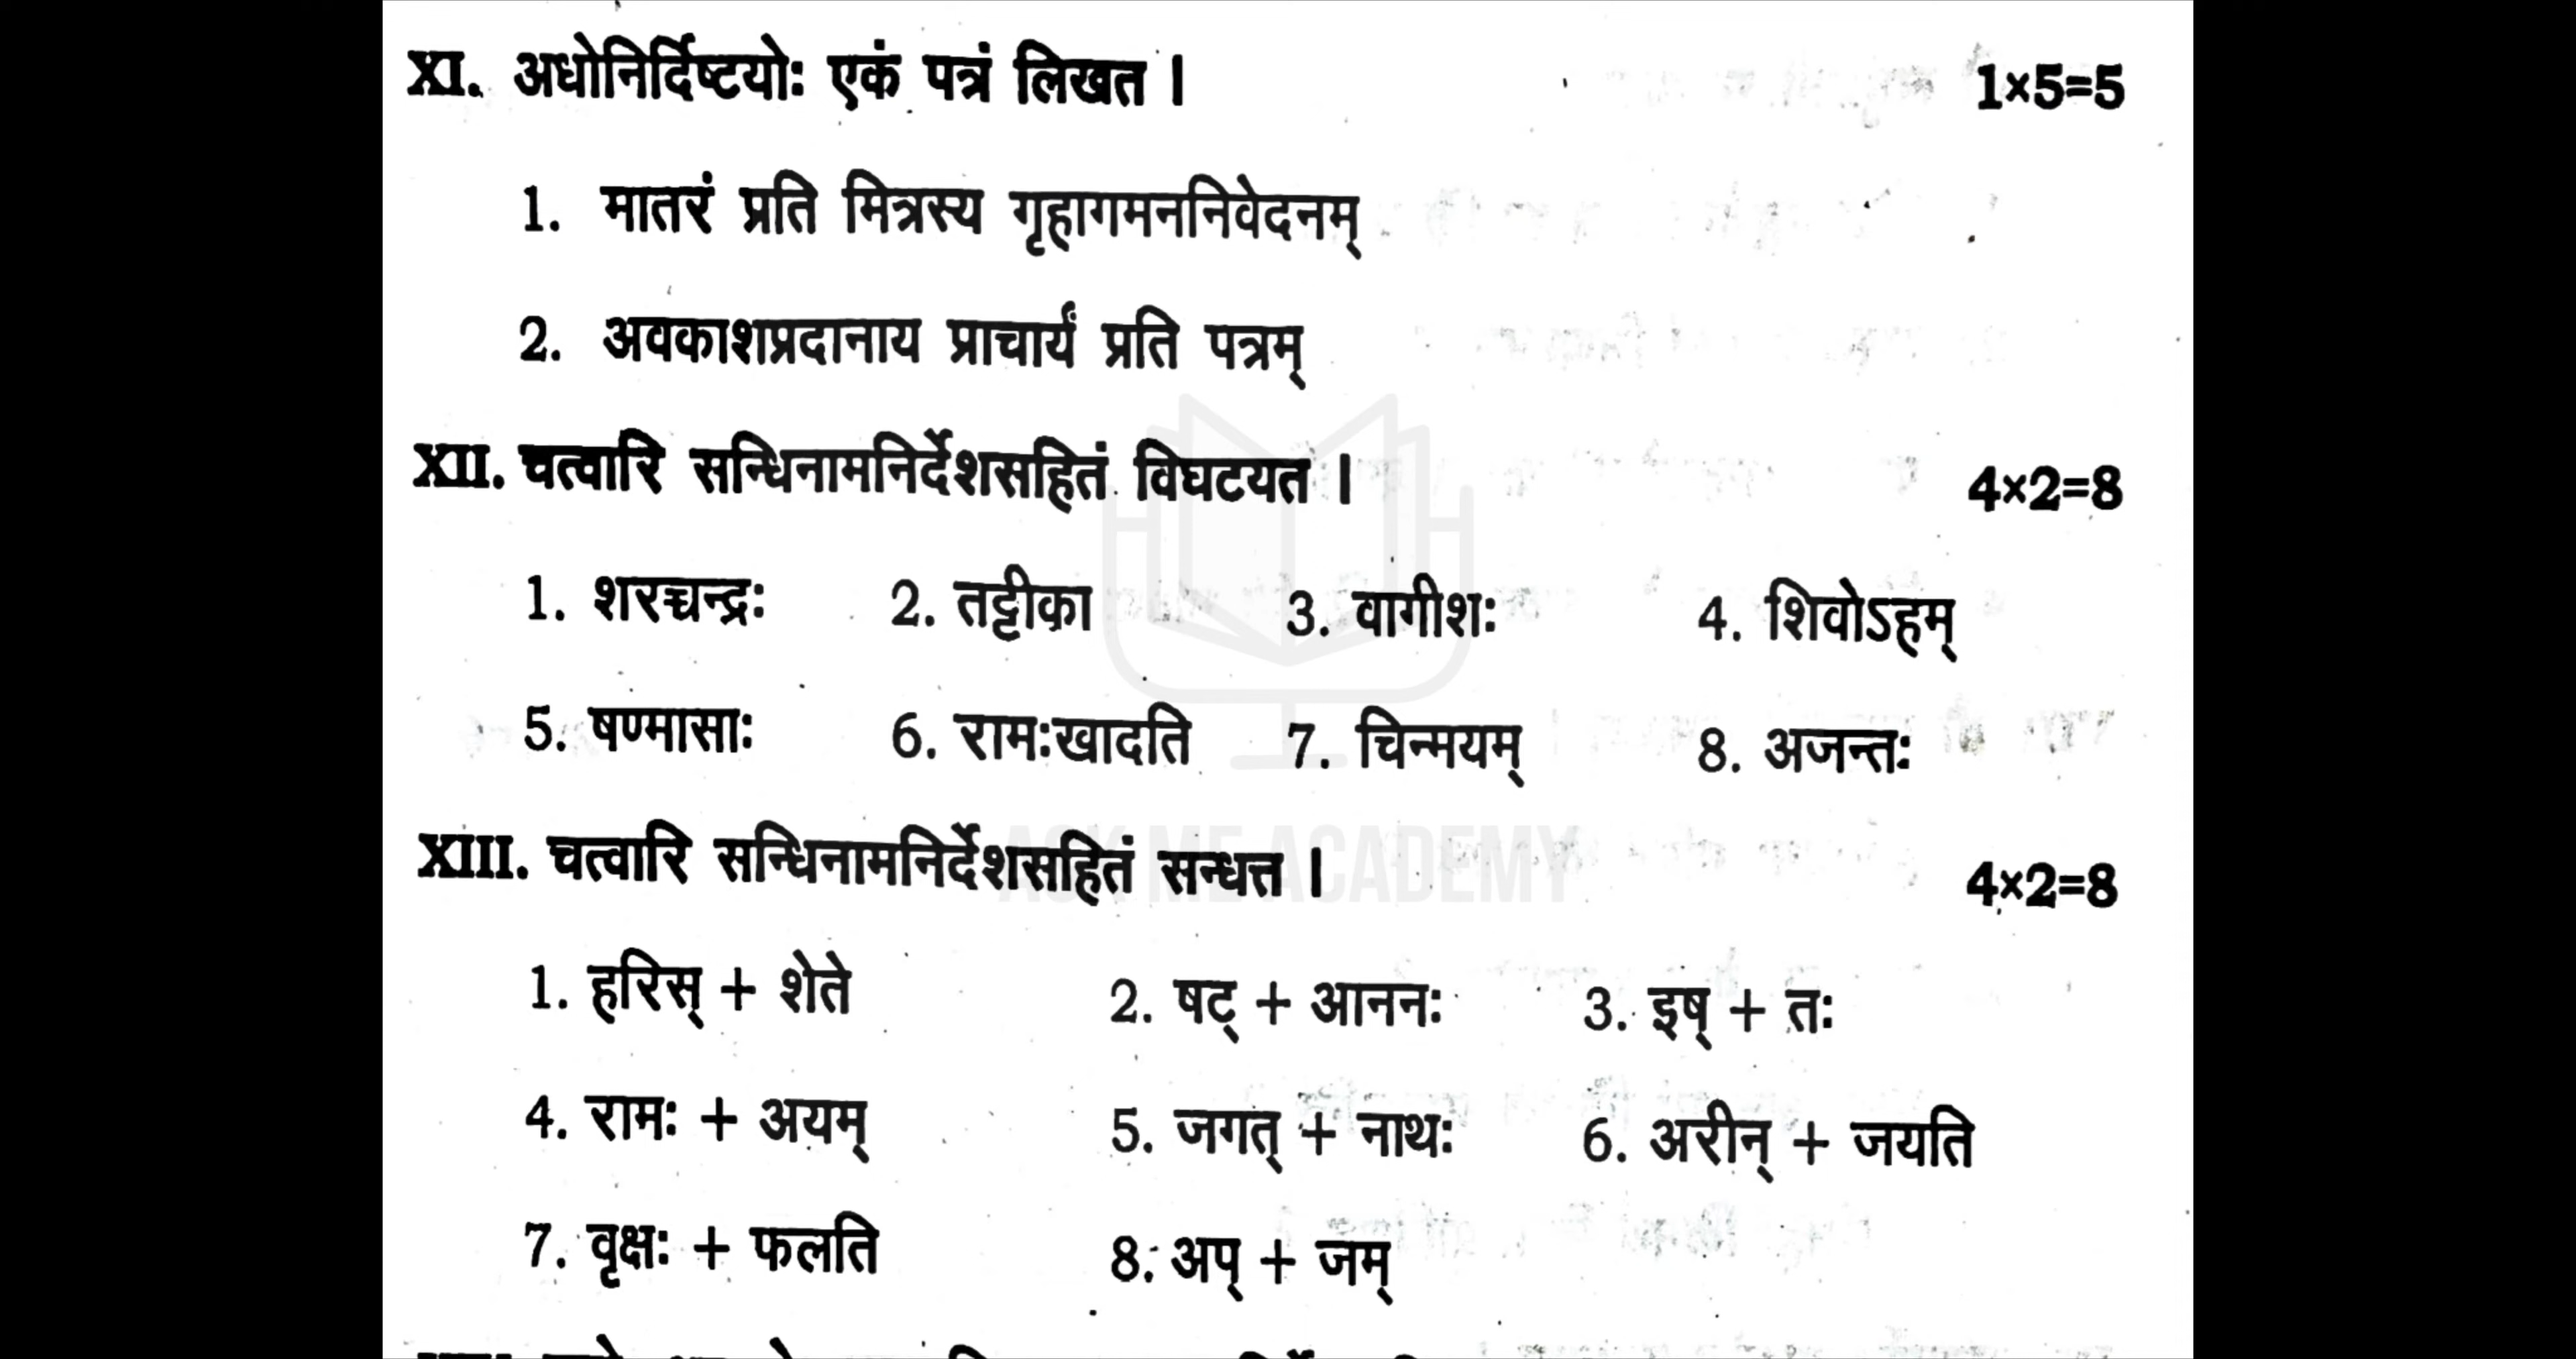 XI. अधोनिर्दिष्टयोः एकं पत्रं लिखत । 1×5=5
1. मातरं प्रति मित्रस्य गृहागमननिवेदनम्
2. अवकाशप्रदानाय प्राचार्यं प्रति पत्रम्
XII. चत्वारि सन्धिनामनिर्देशसहितं विघटयत । 4×2=8
1. शरच्चन्द्रः 2. तट्टीका 3. वागीशः 4. शिवोऽहम्
5. षण्मासाः 6. रामःखादति 7. चिन्मयम् 8. अजन्तः
XIII. चत्वारि सन्धिनामनिर्देशसहितं सन्धत्त । 4×2=8
ASK ME ACADEMY
1. हरिस् + शेते 2. षट् + आननः 3. इष् + तः
4. रामः + अयम् 5. जगत् + नाथः 6. अरीन् + जयति
7. वृक्षः + फलति 8. अप् + जम्